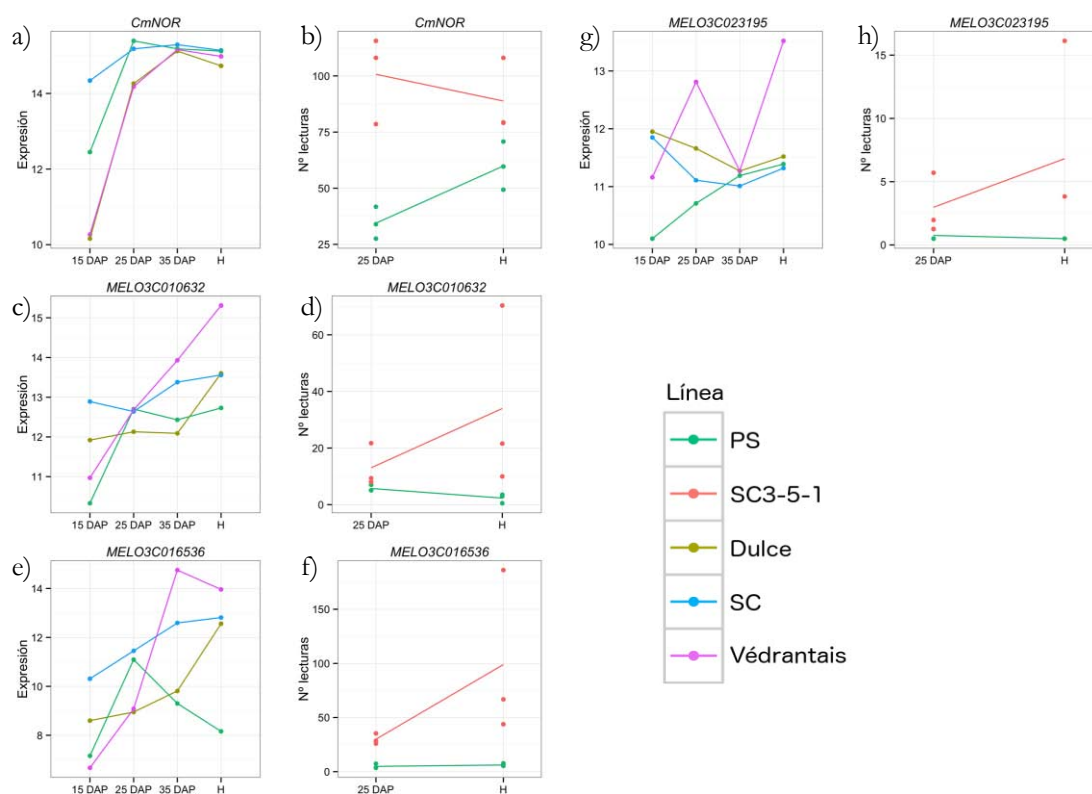 a)
CmNOR
Expresión
14
12
10
15 DAP 25 DAP 35 DAP H
b)
CmNOR
Nº lecturas
100
75
50
25
25 DAP H
g)
MELO3C023195
Expresión
13
12
11
10
15 DAP 25 DAP 35 DAP H
h)
MELO3C023195
Nº lecturas
15
10
5
0
25 DAP H
c)
MELO3C010632
Expresión
15
14
13
12
11
15 DAP 25 DAP 35 DAP H
d)
MELO3C010632
Nº lecturas
60
40
20
0
25 DAP H
e)
MELO3C016536
Expresión
14
12
10
8
15 DAP 25 DAP 35 DAP H
f)
MELO3C016536
Nº lecturas
150
100
50
0
25 DAP H
Línea
PS
SC3-5-1
Dulce
SC
Védrantais